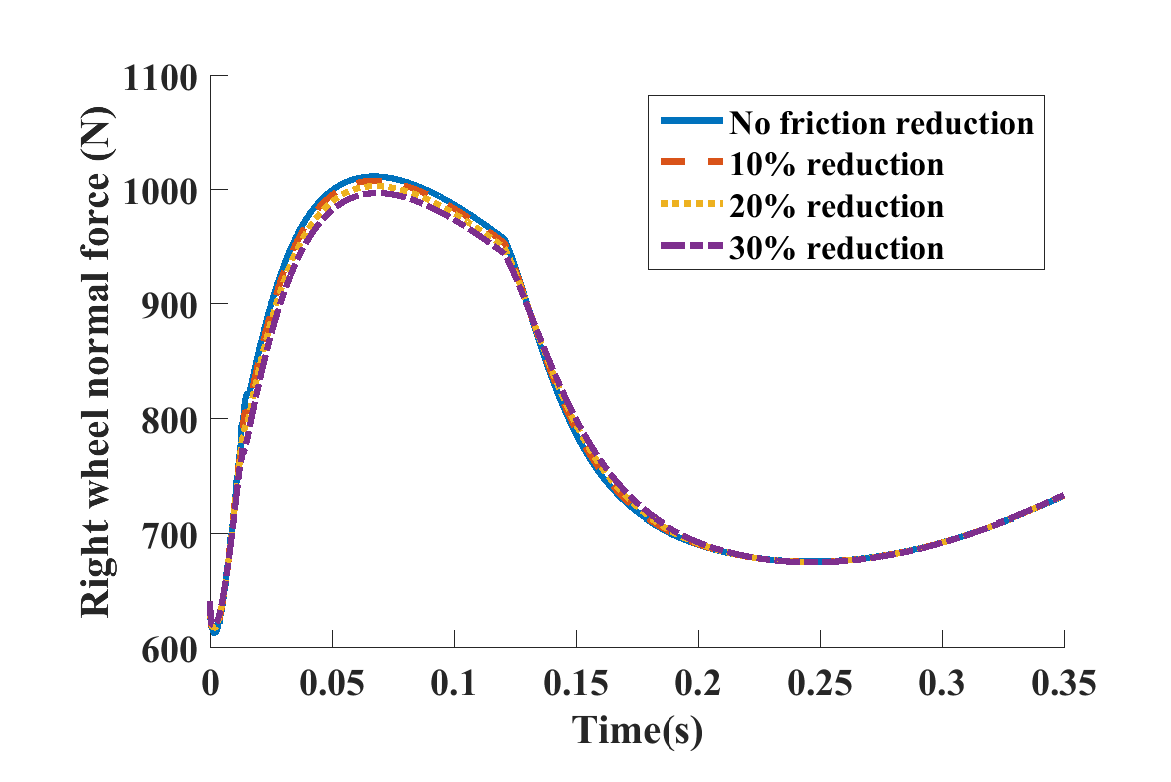 Right wheel normal force (N)
1100
1000
900
800
700
600
0
0.05
0.1
0.15
0.2
0.25
0.3
0.35
Time(s)
No friction reduction
10% reduction
20% reduction
30% reduction